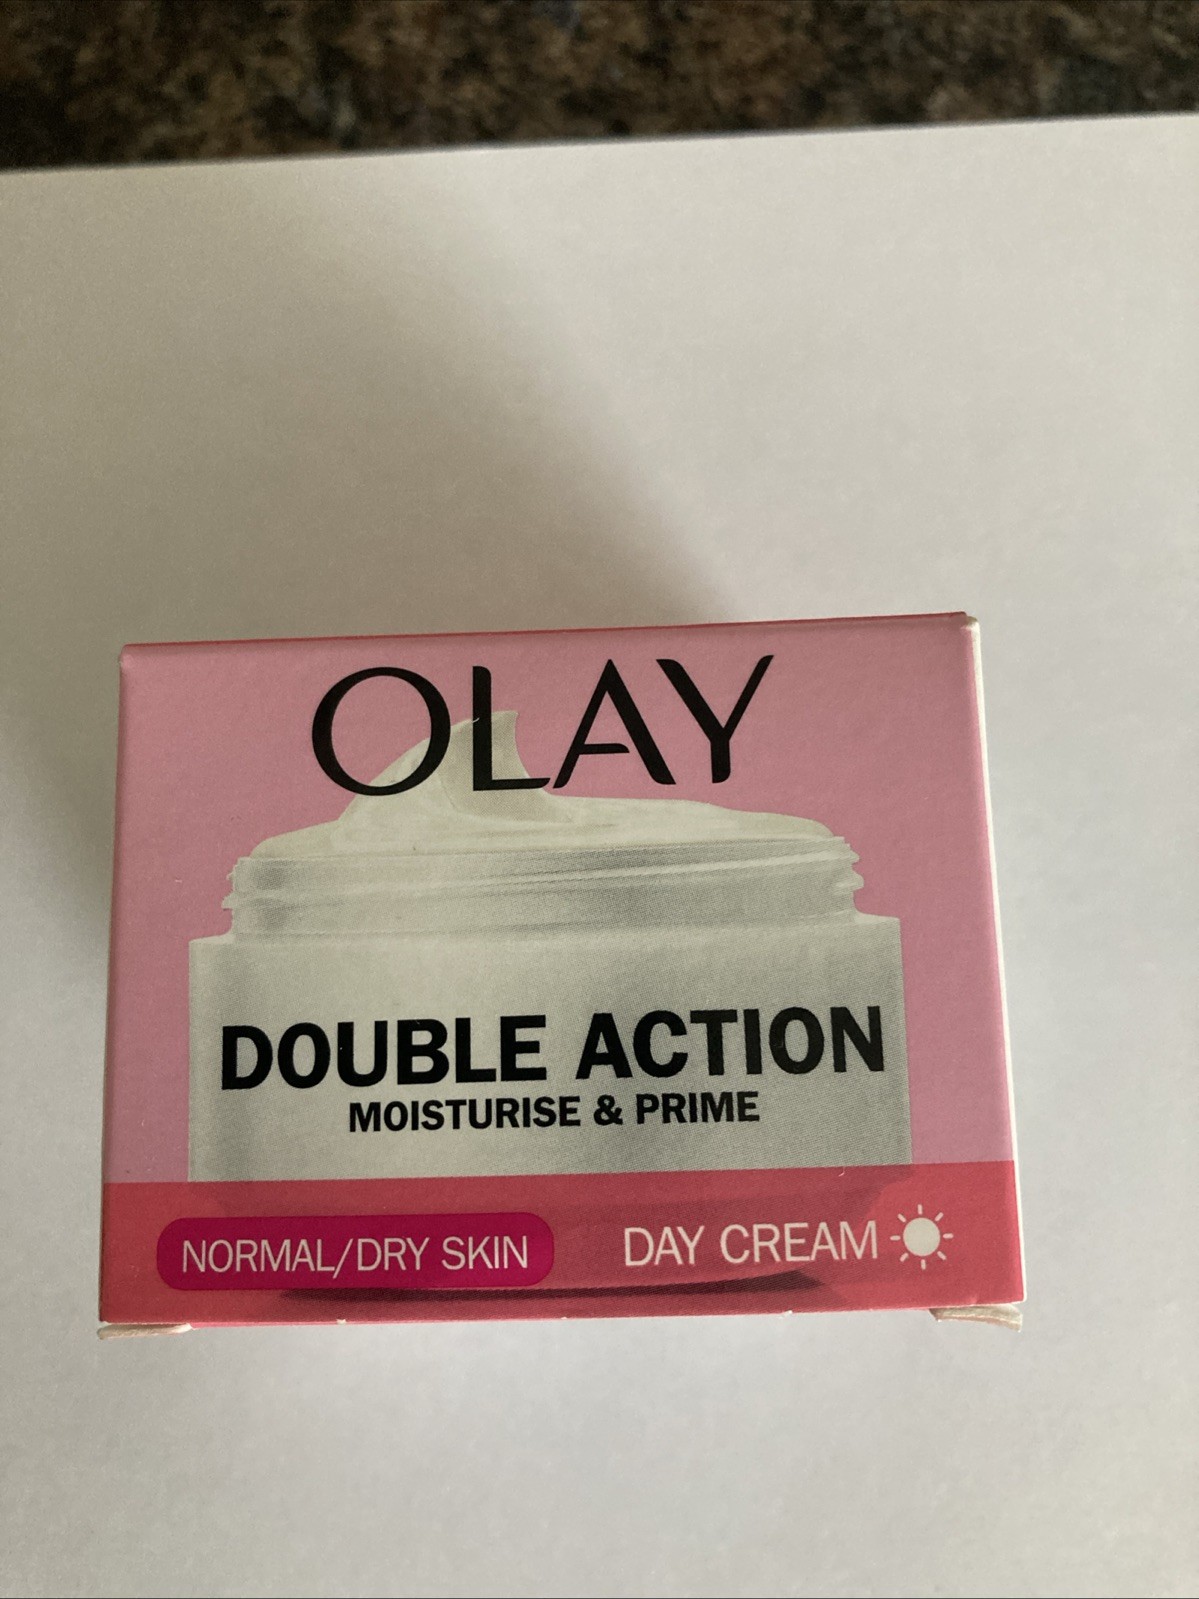 OLAY
DOUBLE ACTION
MOISTURISE & PRIME
NORMAL/DRY SKIN
DAY CREAM